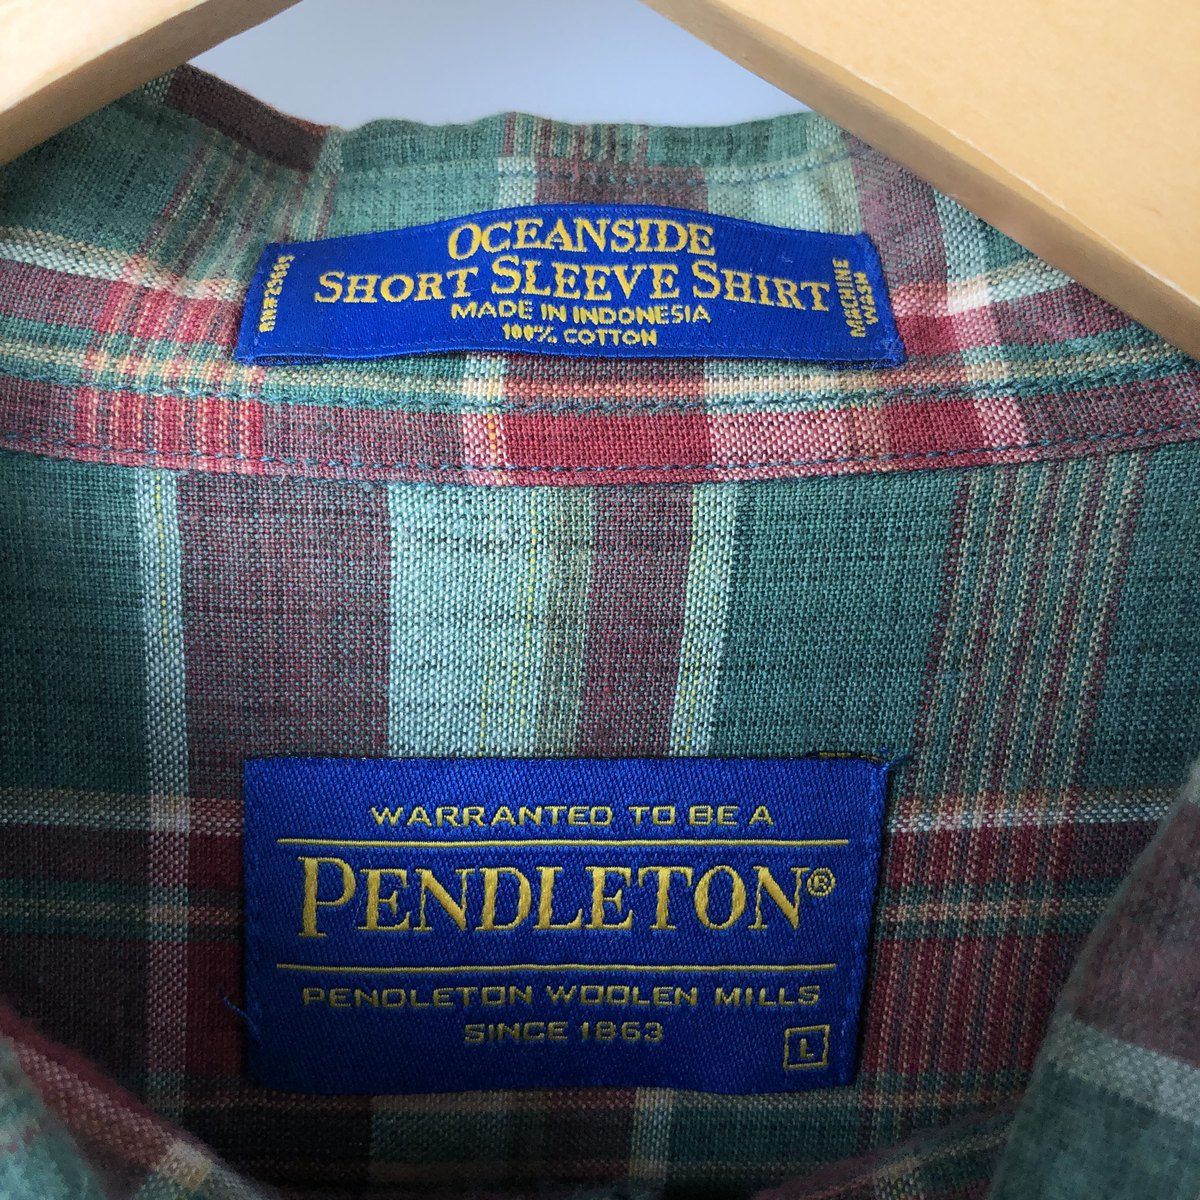 OCEANSIDE
SHORT SLEEVE SHIRT
MADE IN INDONESIA
100% COTTON
MACHINE
WASH
WARRANTED TO BE A
PENDLETON®
PENDLETON WOOLEN MILLS
SINCE 1863
L